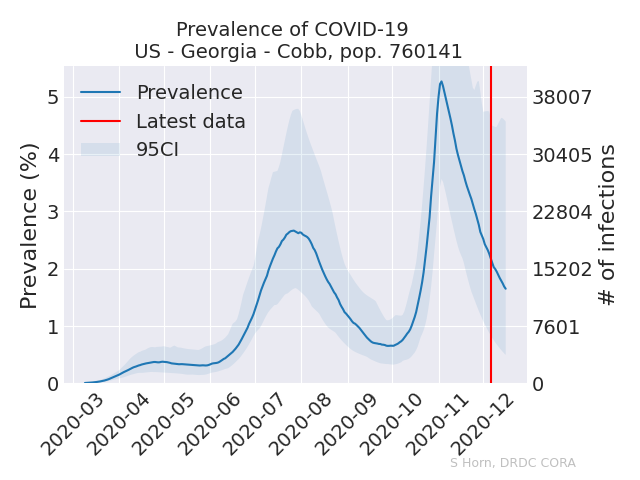 Prevalence of COVID-19
US - Georgia - Cobb, pop. 760141
Prevalence
Latest data
95CI
Prevalence (%)
5
4
3
2
1
0
38007
30405
22804
15202
7601
0
# of infections
2020-03
2020-04
2020-05
2020-06
2020-07
2020-08
2020-09
2020-10
2020-11
2020-12
S Horn, DRDC CORA